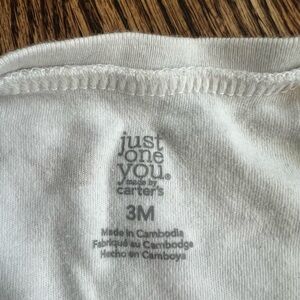 just
one
you®
made by
carter's
3M
Made in Cambodia
Fabriqué au Cambodge
Hecho en Camboya